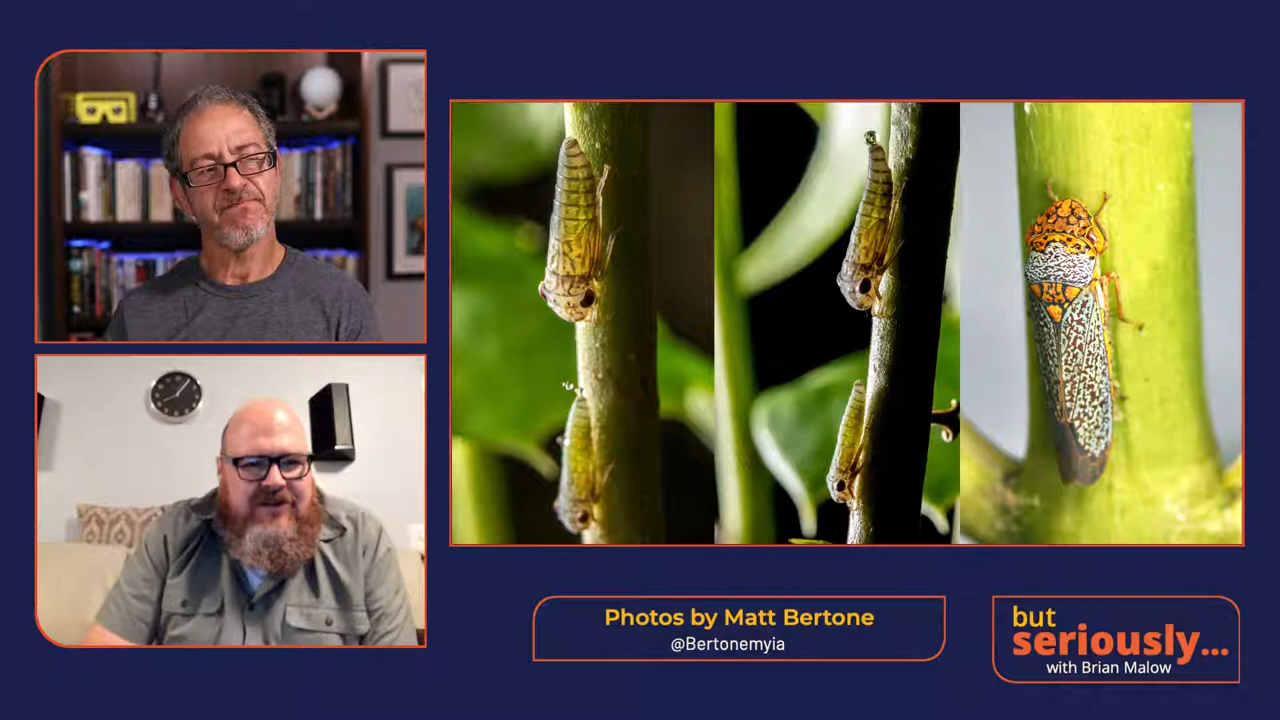 Photos by Matt Bertone
@Bertonemyia
but
seriously...
with Brian Malow